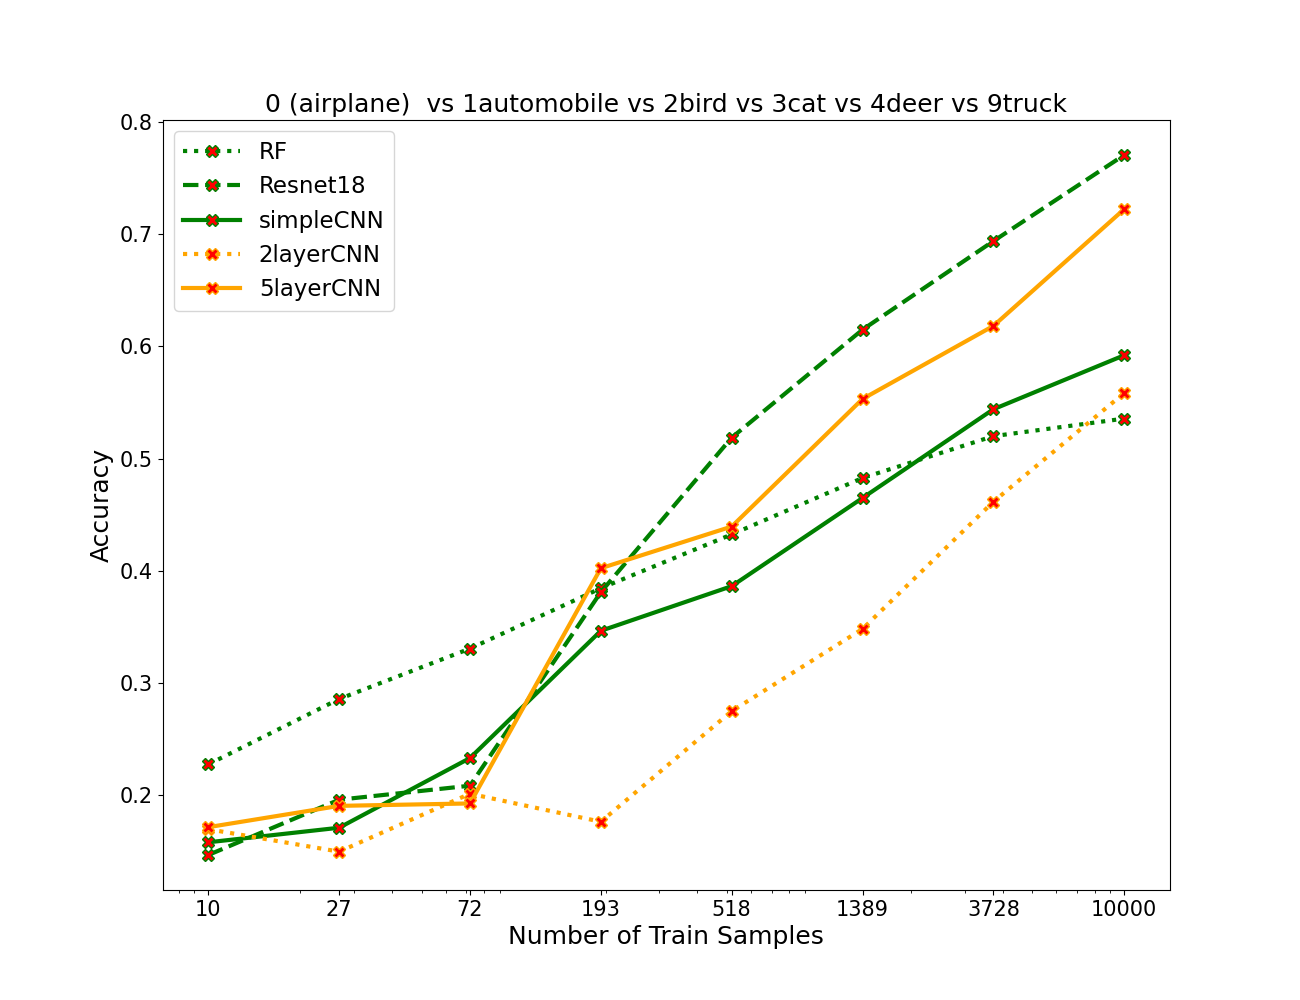 0 (airplane)  vs 1automobile vs 2bird vs 3cat vs 4deer vs 9truck
RF
Resnet18
simpleCNN
2layerCNN
5layerCNN
Accuracy
0.8
0.7
0.6
0.5
0.4
0.3
0.2
10 27 72 193 518 1389 3728 10000
Number of Train Samples